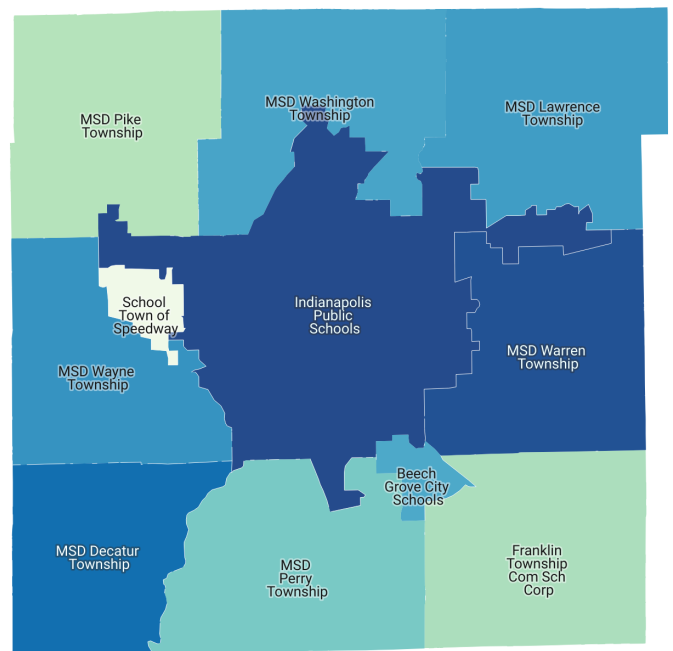 MSD Washington
Township
MSD Lawrence
Township
MSD Pike
Township
Indianapolis
Public
Schools
School
Town of
Speedway
MSD Warren
Township
MSD Wayne
Township
Beech
Grove City
Schools
MSD Decatur
Township
MSD
Perry
Township
Franklin
Township
Com Sch
Corp